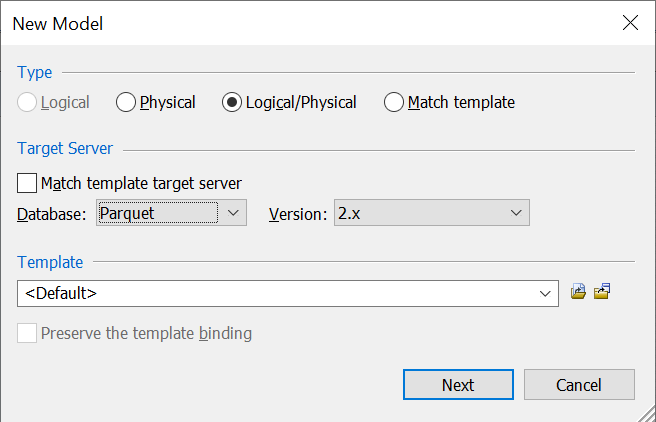 New Model
Type
Logical Physical Logical/Physical Match template
Target Server
Match template target server
Database: Parquet Version: 2.x
Template
<Default>
Preserve the template binding
Next Cancel